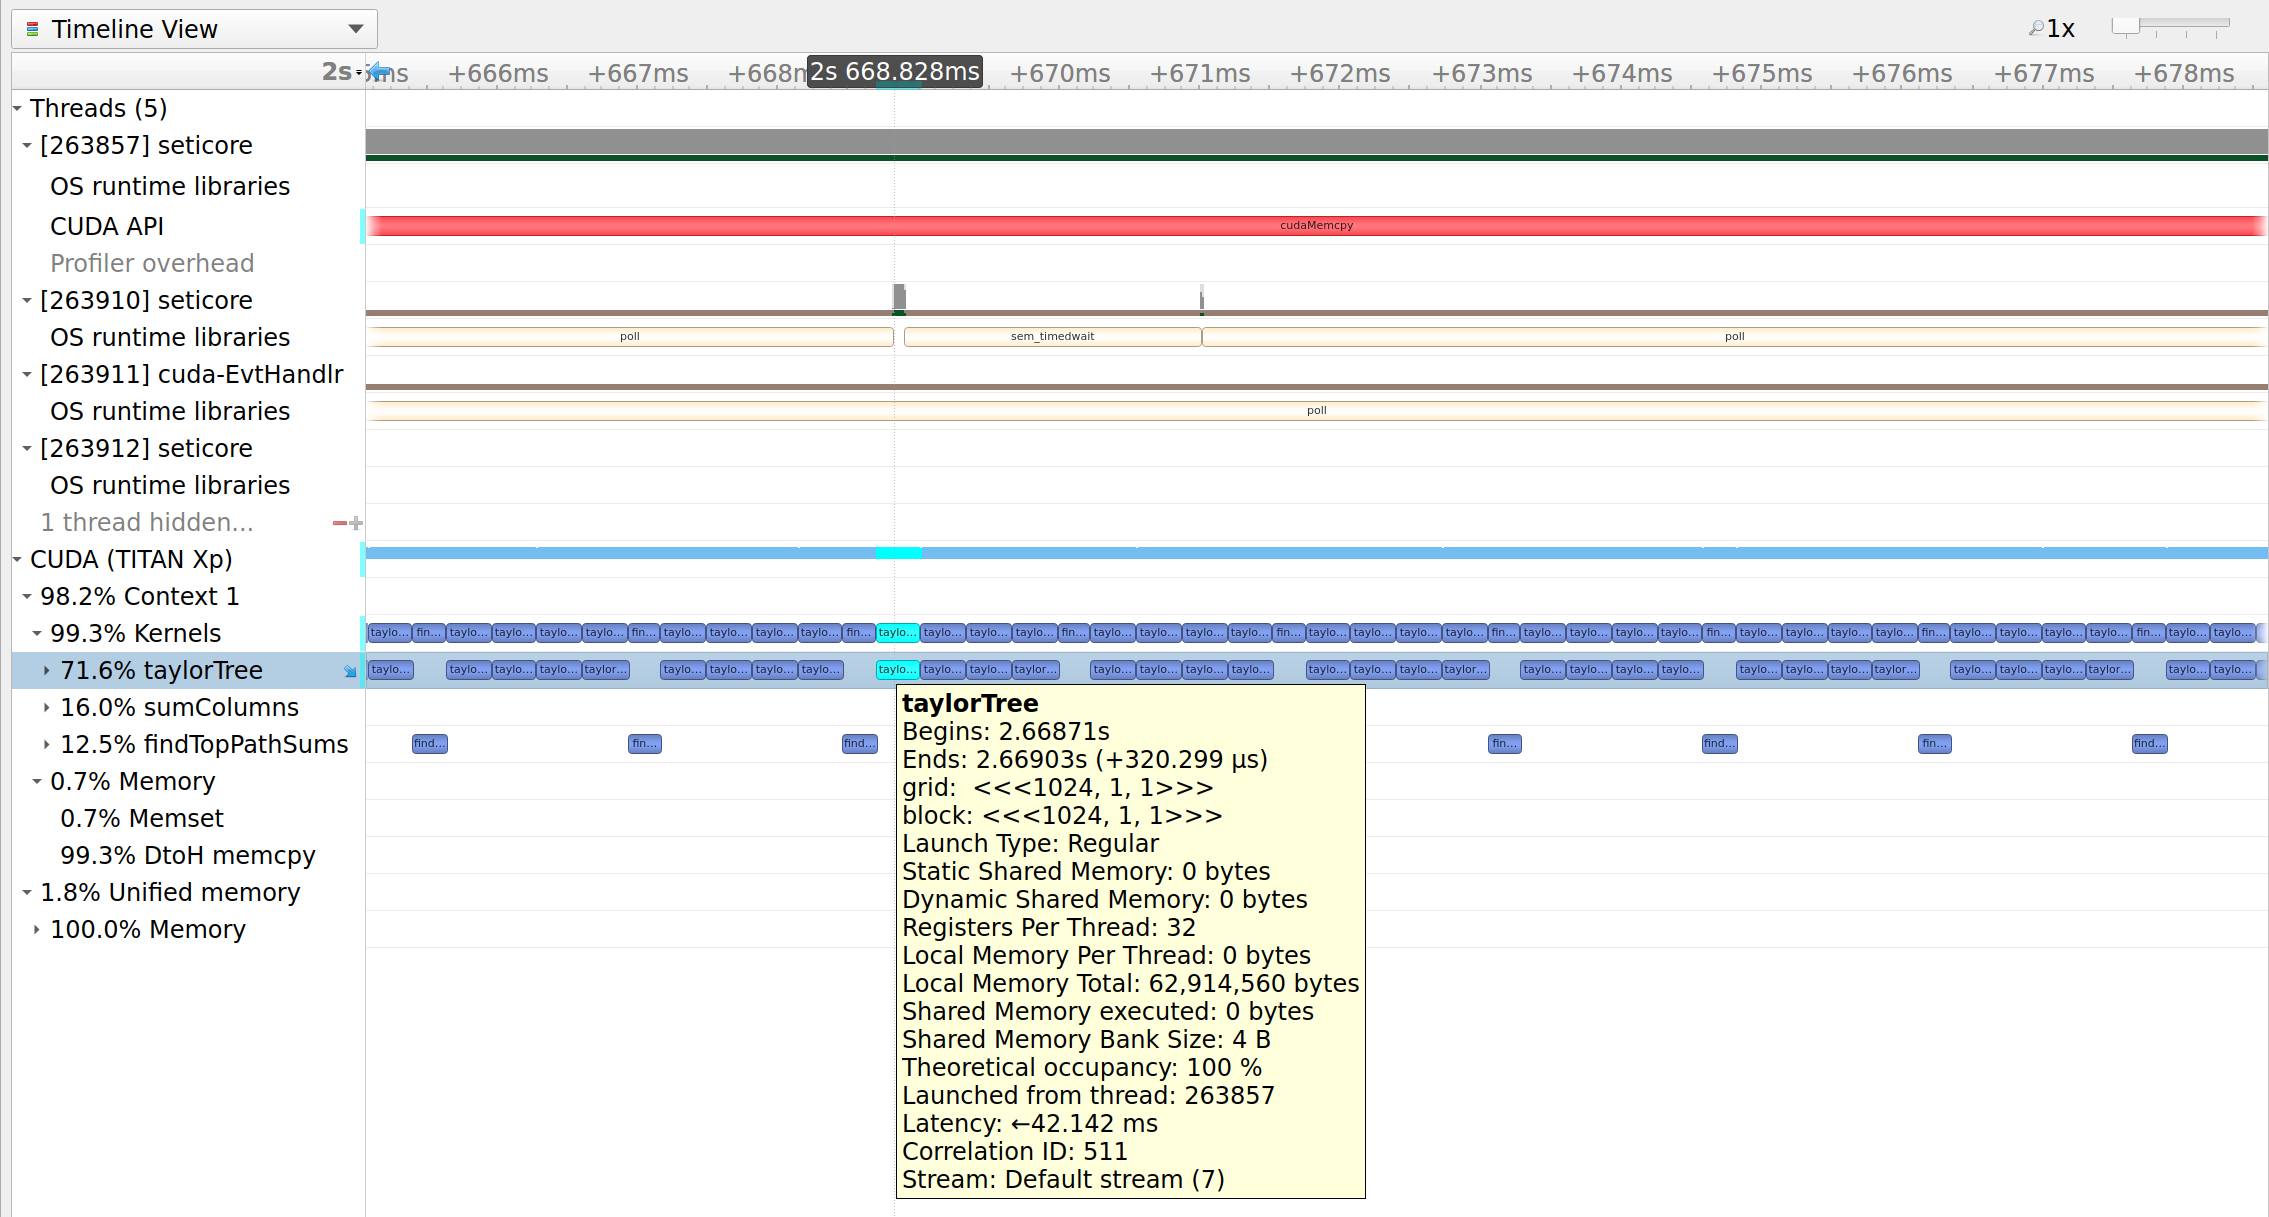 Timeline View
1x
2s
+666ms +667ms +668m 2s 668.828ms +670ms +671ms +672ms +673ms +674ms +675ms +676ms +677ms +678ms
Threads (5)
[263857] seticore
OS runtime libraries
CUDA API
cudaMemcpy
Profiler overhead
[263910] seticore
OS runtime libraries
poll sem_timedwait poll
[263911] cuda-EvtHandlr
OS runtime libraries
poll
[263912] seticore
OS runtime libraries
1 thread hidden...
CUDA (TITAN Xp)
98.2% Context 1
99.3% Kernels
taylo... fin... taylo... taylo... taylo... taylo... fin... taylo... taylo... taylo... taylo... fin... taylo... taylo... taylo... taylo... fin... taylo... taylo... taylo... taylo... fin... taylo... taylo... taylo... taylo... fin... taylo... taylo... taylo... taylo... fin... taylo... taylo... taylo... taylo... fin... taylo... taylo... taylo... taylo... fin... taylo... taylo...
71.6% taylorTree
taylo... taylo... taylo... taylo... taylor... taylo... taylo... taylo... taylo... taylo... taylo... taylo... taylor... taylo... taylo... taylo... taylo... taylo... taylo... taylo... taylor... taylo... taylo... taylo... taylo... taylo... taylo... taylo... taylor... taylo... taylo... taylo... taylor... taylo... taylo...
16.0% sumColumns
12.5% findTopPathSums
find... fin... find... fin... find... fin... find...
0.7% Memory
0.7% Memset
99.3% DtoH memcpy
1.8% Unified memory
100.0% Memory
taylorTree
Begins: 2.66871s
Ends: 2.66903s (+320.299 μs)
grid: <<<1024, 1, 1>>>
block: <<<1024, 1, 1>>>
Launch Type: Regular
Static Shared Memory: 0 bytes
Dynamic Shared Memory: 0 bytes
Registers Per Thread: 32
Local Memory Per Thread: 0 bytes
Local Memory Total: 62,914,560 bytes
Shared Memory executed: 0 bytes
Shared Memory Bank Size: 4 B
Theoretical occupancy: 100 %
Launched from thread: 263857
Latency: ←42.142 ms
Correlation ID: 511
Stream: Default stream (7)